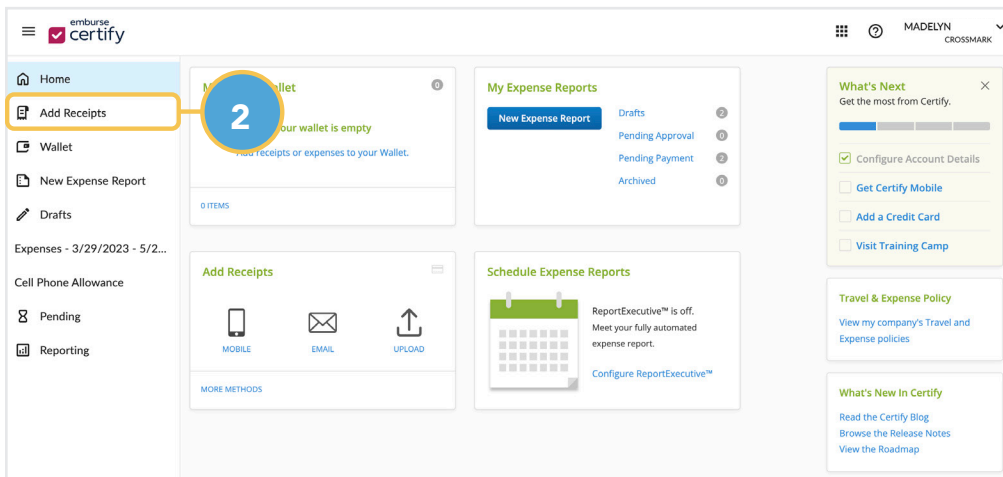 emburse
certify
MADELYN
CROSSMARK
Home
Add Receipts
Wallet
New Expense Report
Drafts
Expenses - 3/29/2023 - 5/2...
Cell Phone Allowance
Pending
Reporting
2
0
wallet is empty
Add receipts or expenses to your Wallet.
0 ITEMS
My Expense Reports
New Expense Report
Drafts 2
Pending Approval 0
Pending Payment 2
Archived 0
Add Receipts
MOBILE
EMAIL
UPLOAD
MORE METHODS
Schedule Expense Reports
ReportExecutive™ is off.
Meet your fully automated
expense report.
Configure ReportExecutive™
What's Next
Get the most from Certify.
Configure Account Details
Get Certify Mobile
Add a Credit Card
Visit Training Camp
Travel & Expense Policy
View my company's Travel and
Expense policies
What's New In Certify
Read the Certify Blog
Browse the Release Notes
View the Roadmap